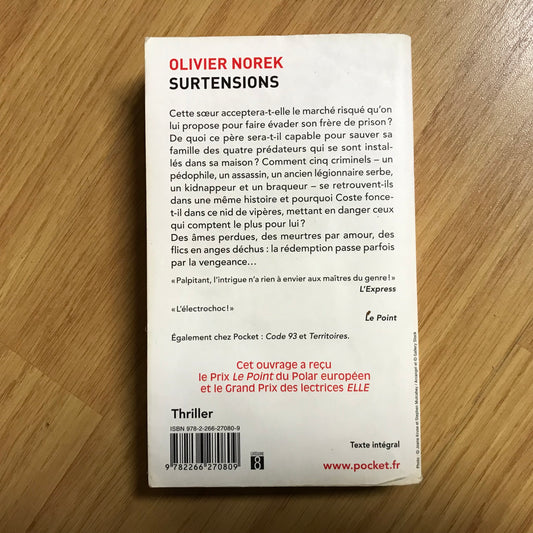 OLIVIER NOREK
SURTENSIONS
Cette sœur acceptera-t-elle le marché risqué qu'on
lui propose pour faire évader son frère de prison ?
De quoi ce père sera-t-il capable pour sauver sa
famille des quatre prédateurs qui se sont instal-
lés dans sa maison ? Comment cinq criminels – un
pédophile, un assassin, un ancien légionnaire serbe,
un kidnappeur et un braqueur – se retrouvent-ils
dans une même histoire et pourquoi Coste fonce-
t-il dans ce nid de vipères, mettant en danger ceux
qui comptent le plus pour lui ?
Des âmes perdues, des meurtres par amour, des
flics en anges déchus : la rédemption passe parfois
par la vengeance…
« Palpitant, l'intrigue n'a rien à envier aux maîtres du genre ! »
L'Express
« L'électrochoc ! »
Le Point
Également chez Pocket : Code 93 et Territoires.
Cet ouvrage a reçu
le Prix Le Point du Polar européen
et le Grand Prix des lectrices ELLE
Thriller
ISBN 978-2-266-27080-9
9 782266 270809
CATÉGORIE
8
Texte intégral
www.pocket.fr